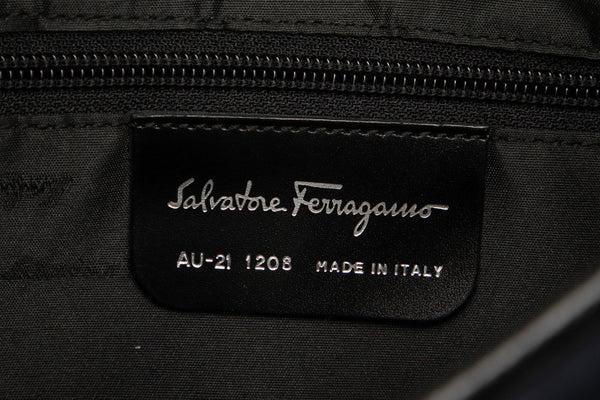 Salvatore Ferragamo
AU-21 1208 MADE IN ITALY